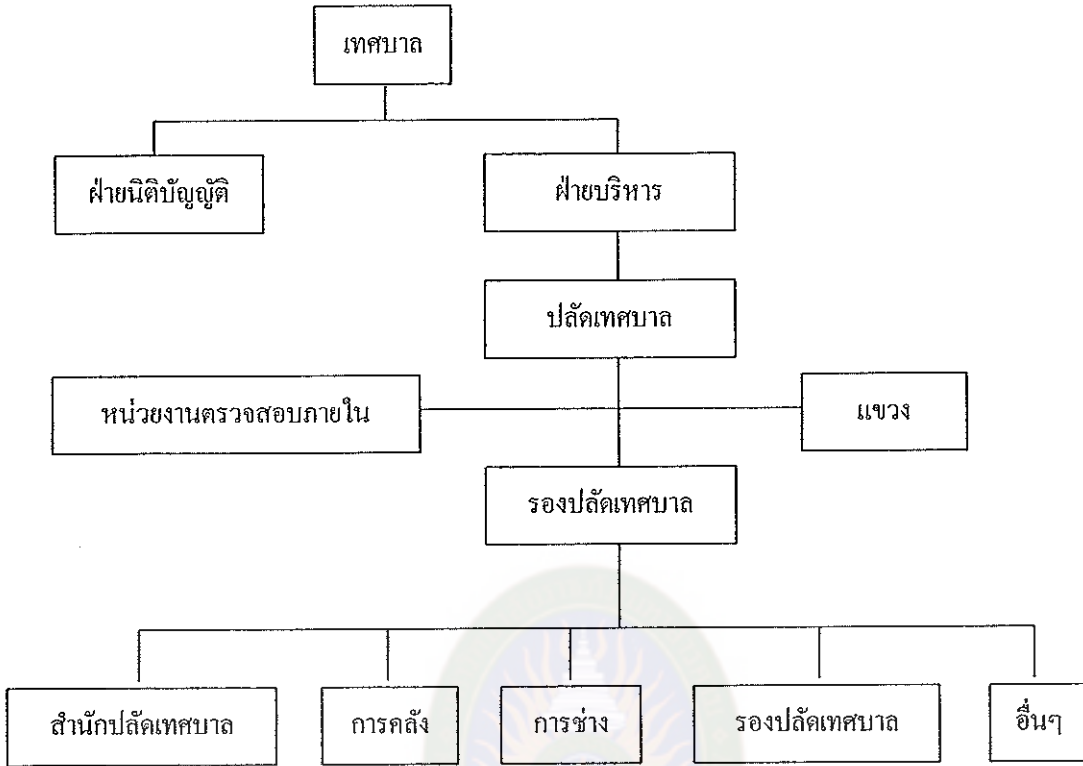 เทศบาล
ฝ่ายนิติบัญญัติ
ฝ่ายบริหาร
ปลัดเทศบาล
หน่วยงานตรวจสอบภายใน
แขวง
รองปลัดเทศบาล
สำนักปลัดเทศบาล
การคลัง
การช่าง
รองปลัดเทศบาล
อื่นๆ